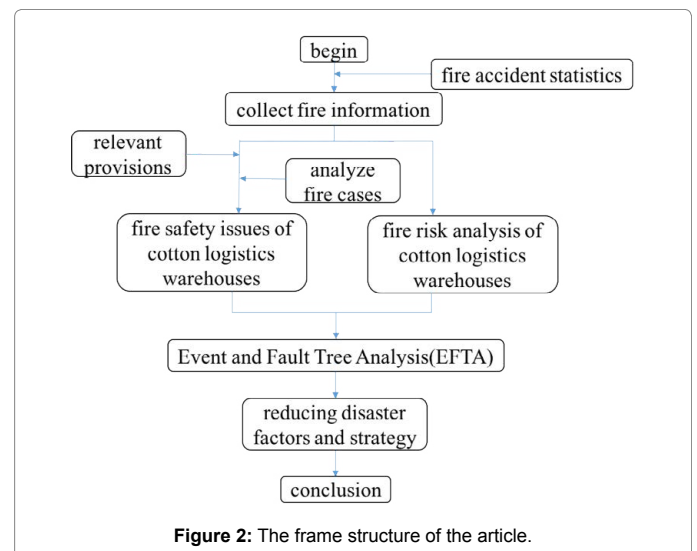 begin
fire accident statistics
collect fire information
relevant
provisions
analyze
fire cases
fire safety issues of
cotton logistics
warehouses
fire risk analysis of
cotton logistics
warehouses
Event and Fault Tree Analysis(EFTA)
reducing disaster
factors and strategy
conclusion
Figure 2: The frame structure of the article.